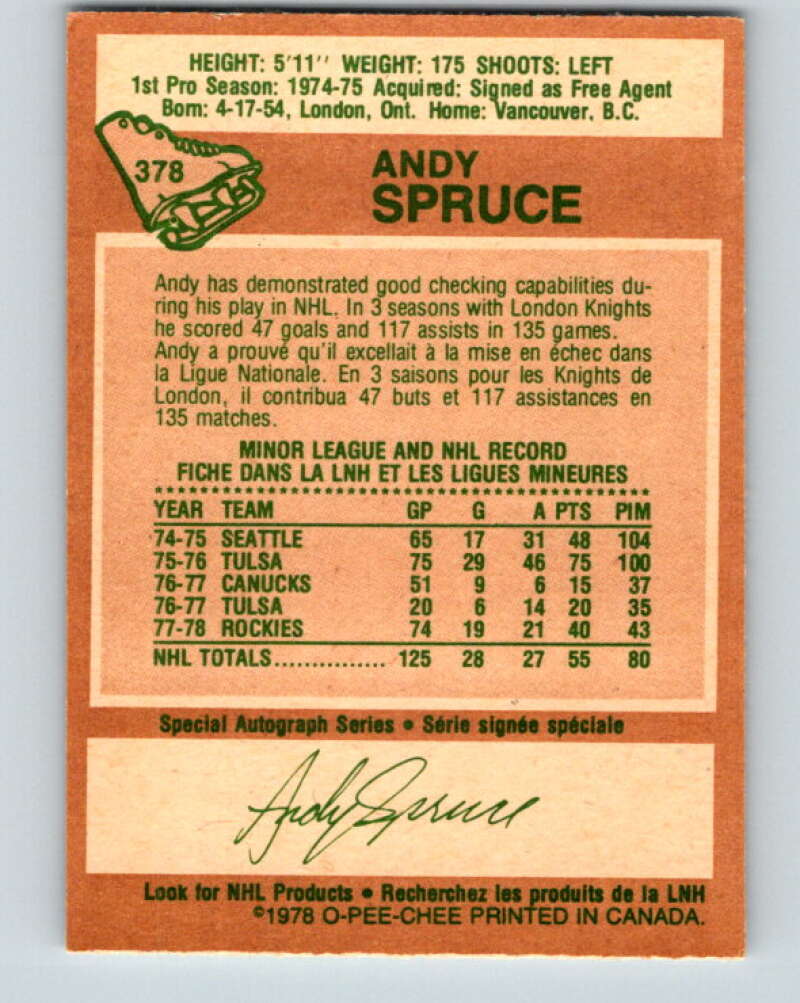 HEIGHT: 5'11'' WEIGHT: 175 SHOOTS: LEFT
1st Pro Season: 1974-75 Acquired: Signed as Free Agent
Born: 4-17-54, London, Ont. Home: Vancouver, B.C.
378
ANDY
SPRUCE
Andy has demonstrated good checking capabilities du-
ring his play in NHL. In 3 seasons with London Knights
he scored 47 goals and 117 assists in 135 games.
Andy a prouvé qu'il excellait à la mise en échec dans
la Ligue Nationale. En 3 saisons pour les Knights de
London, il contribua 47 buts et 117 assistances en
135 matches.
MINOR LEAGUE AND NHL RECORD
FICHE DANS LA LNH ET LES LIGUES MINEURES
YEAR TEAM GP G A PTS PIM
74-75 SEATTLE 65 17 31 48 104
75-76 TULSA 75 29 46 75 100
76-77 CANUCKS 51 9 6 15 37
76-77 TULSA 20 6 14 20 35
77-78 ROCKIES 74 19 21 40 43
NHL TOTALS............... 125 28 27 55 80
Special Autograph Series • Série signée spéciale
Andy Spruce
Look for NHL Products • Recherchez les produits de la LNH
©1978 O-PEE-CHEE PRINTED IN CANADA.